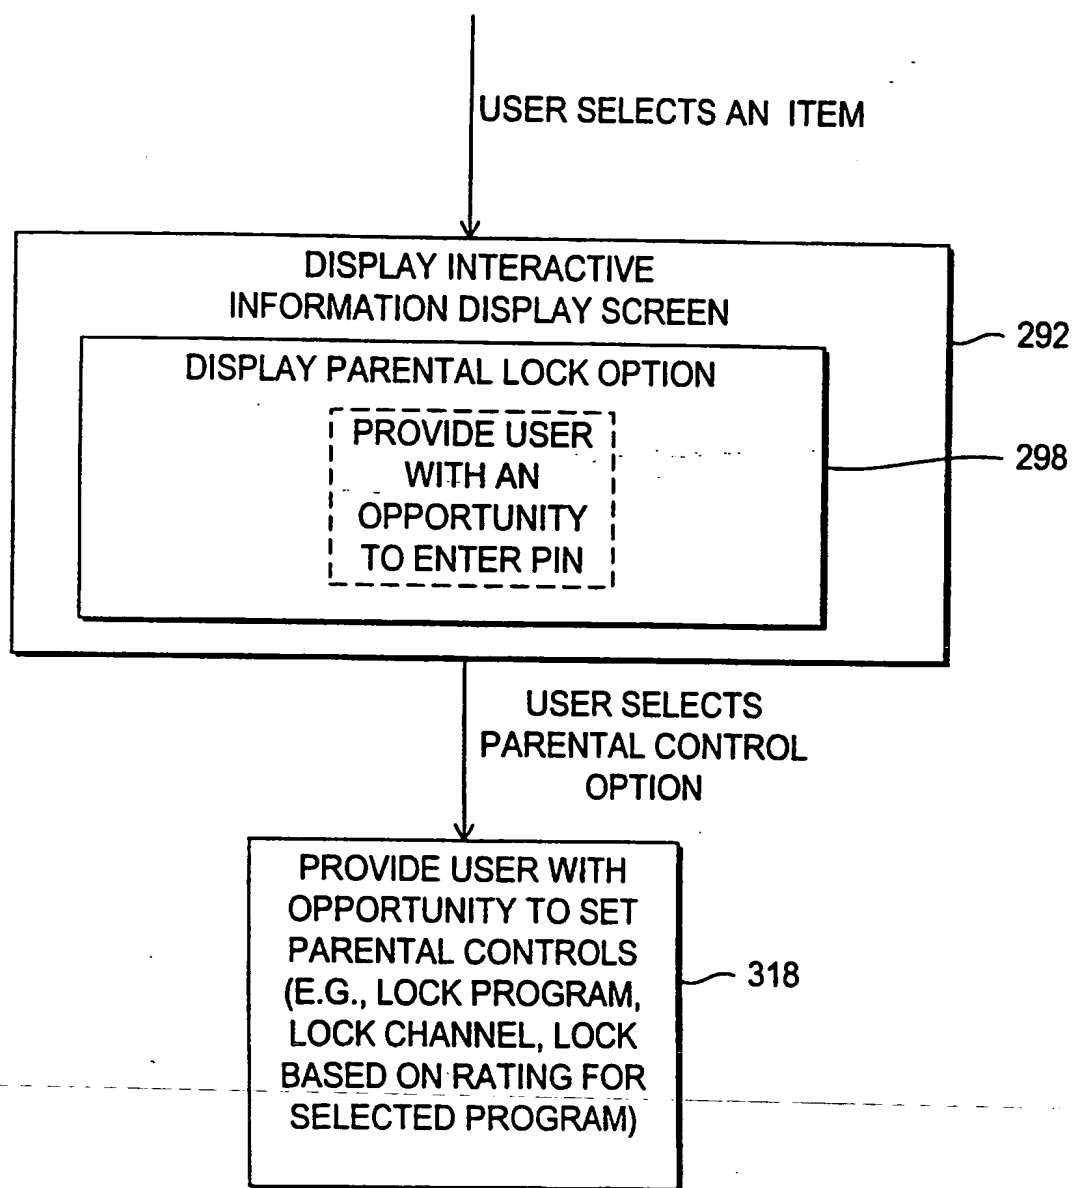 USER SELECTS AN ITEM
DISPLAY INTERACTIVE
INFORMATION DISPLAY SCREEN
292
DISPLAY PARENTAL LOCK OPTION
PROVIDE USER
WITH AN
OPPORTUNITY
TO ENTER PIN
298
USER SELECTS
PARENTAL CONTROL
OPTION
PROVIDE USER WITH
OPPORTUNITY TO SET
PARENTAL CONTROLS
(E.G., LOCK PROGRAM,
LOCK CHANNEL, LOCK
BASED ON RATING FOR
SELECTED PROGRAM)
318